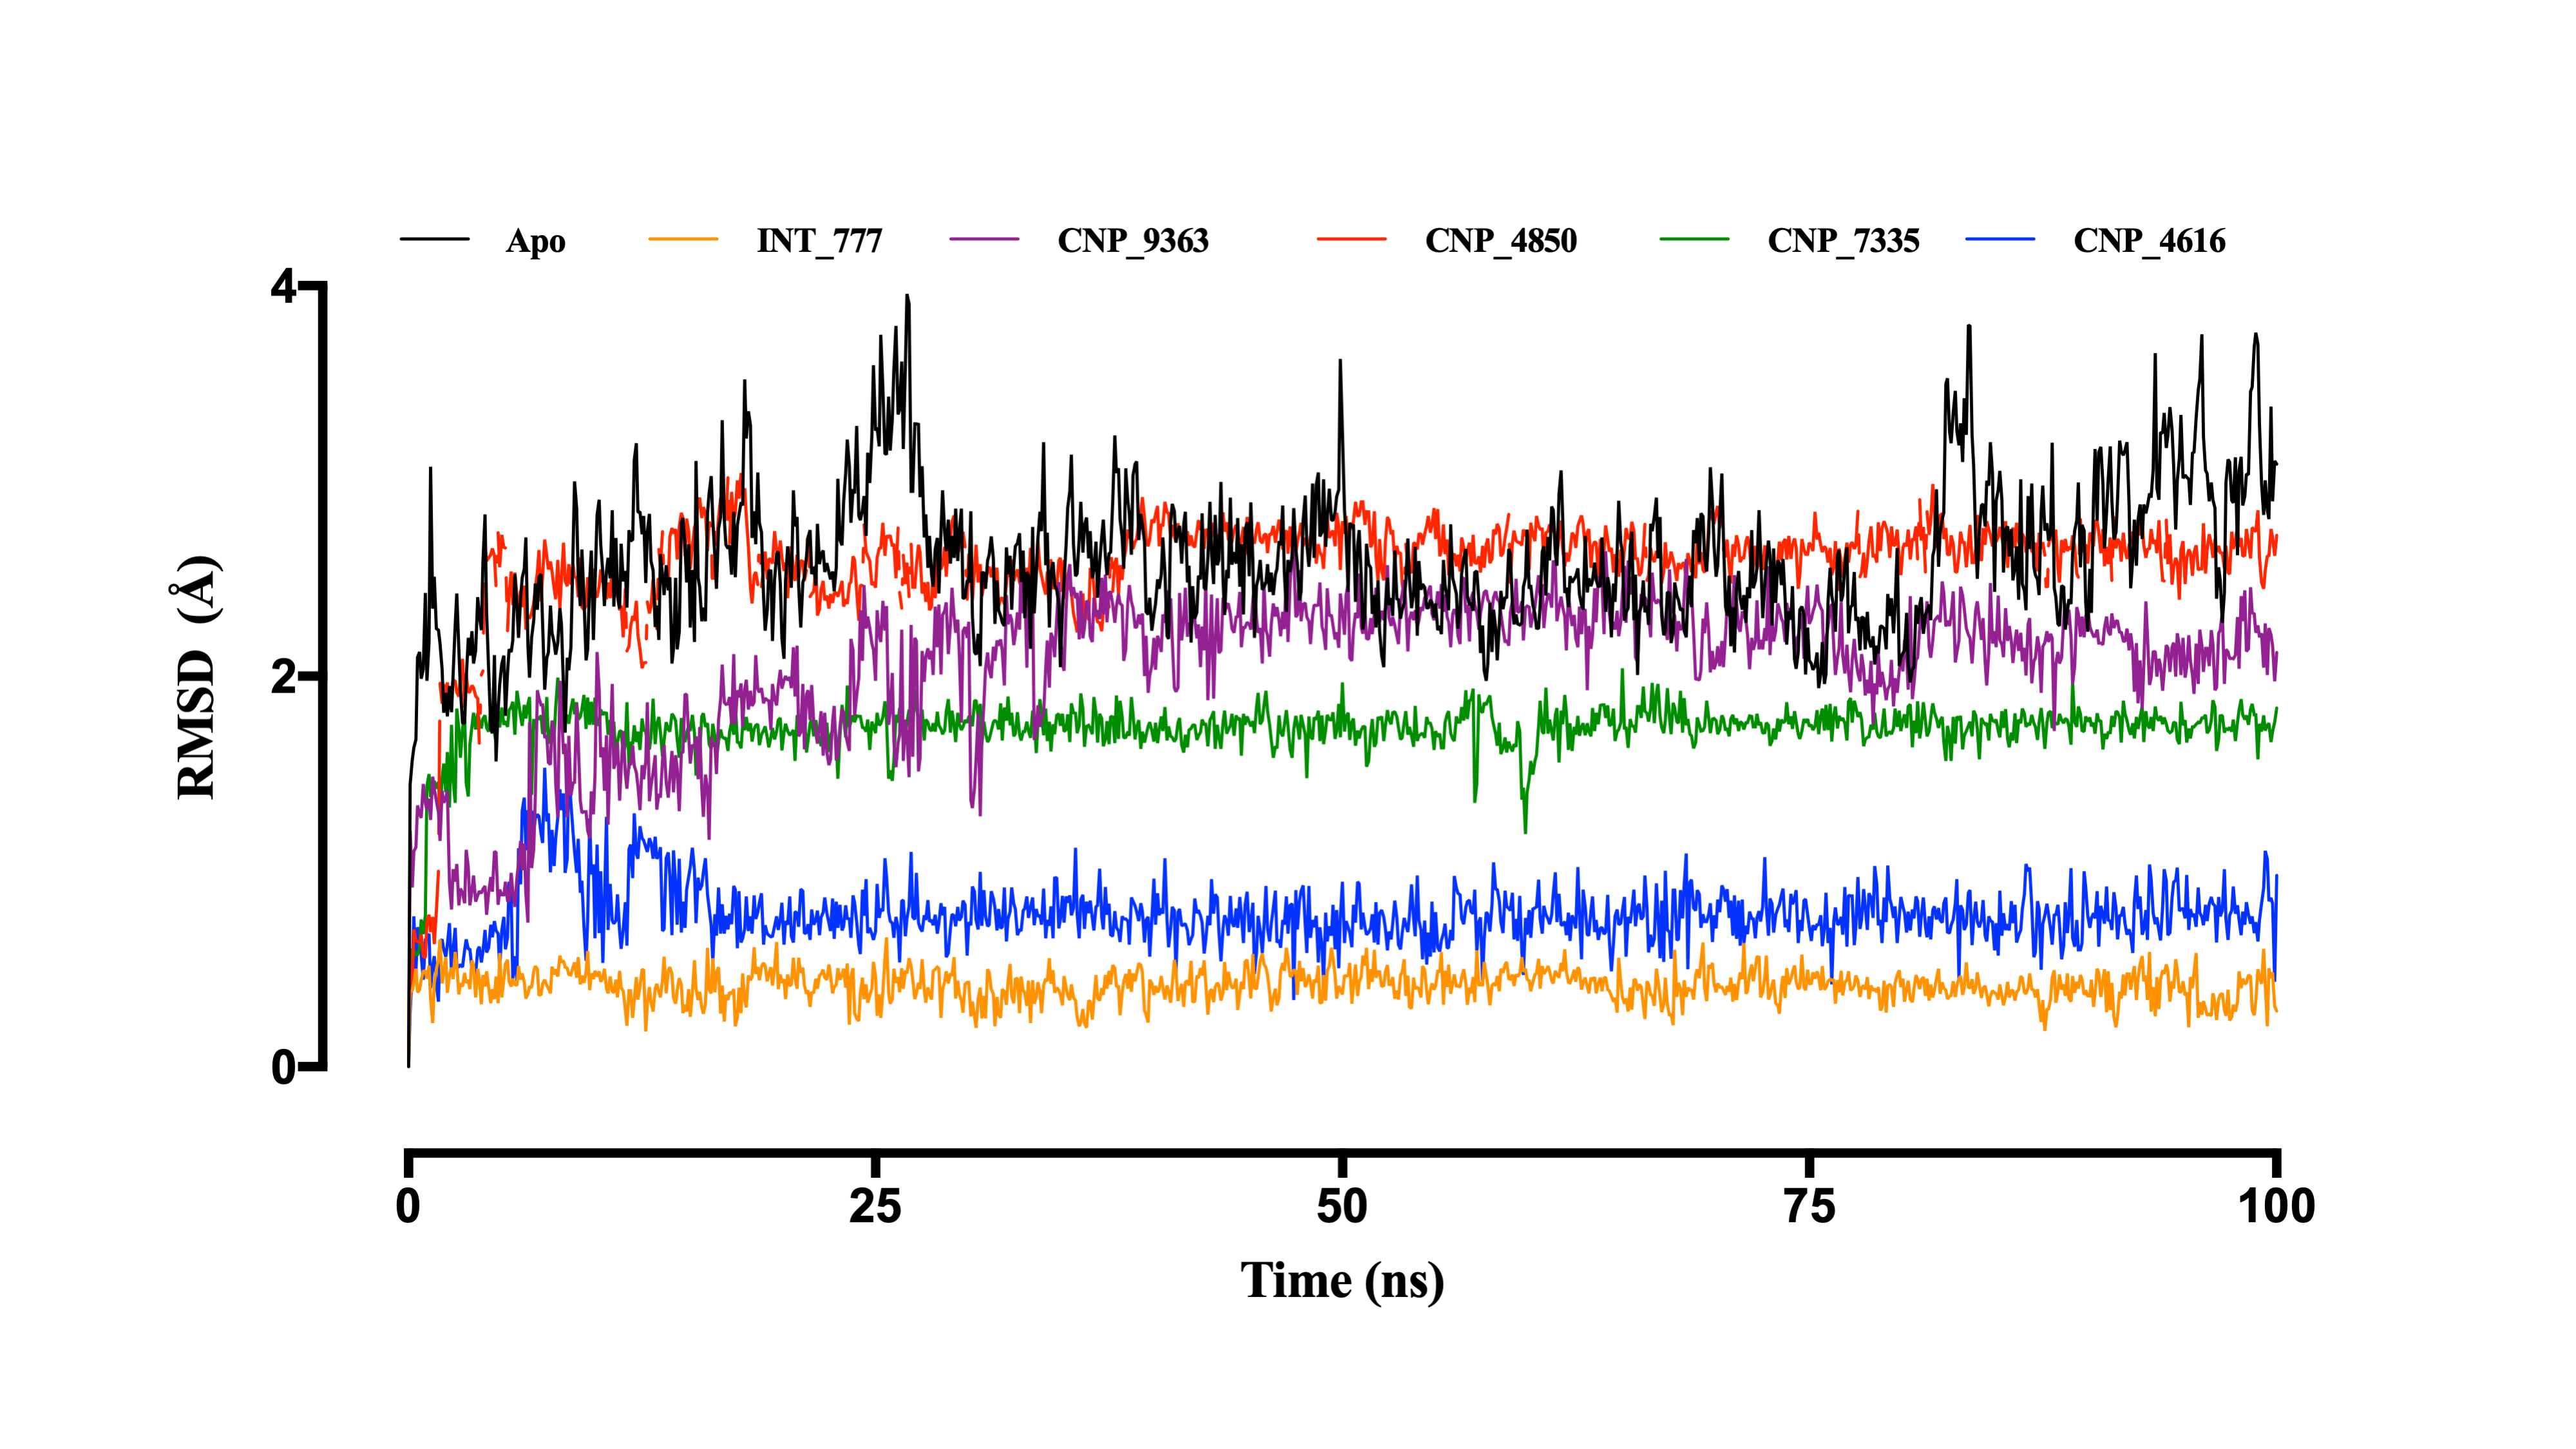 Apo INT_777 CNP_9363 CNP_4850 CNP_7335 CNP_4616
4
2
0
RMSD (Å)
0 25 50 75 100
Time (ns)